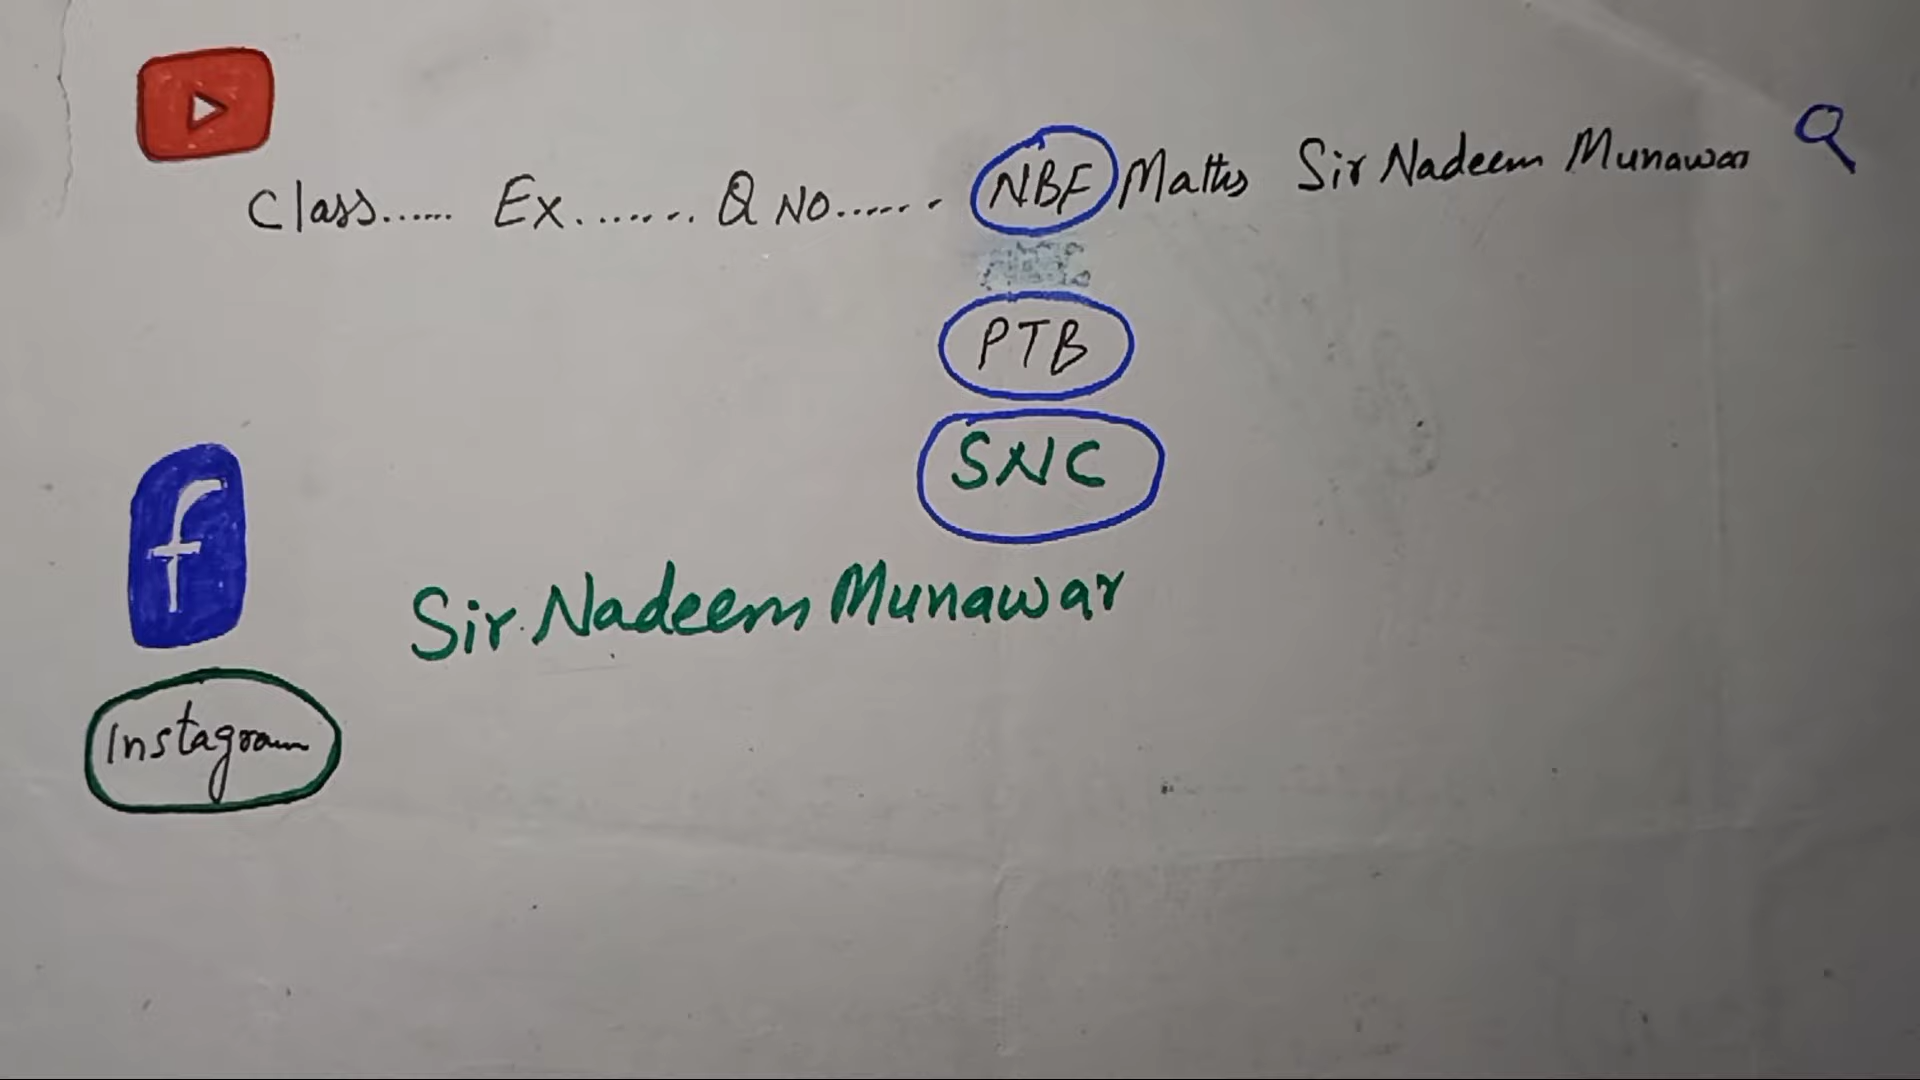 Class...... Ex........ Q No....... NBF Maths Sir Nadeem Munawar
PTB
SNC
f
Sir Nadeem Munawar
Instagram